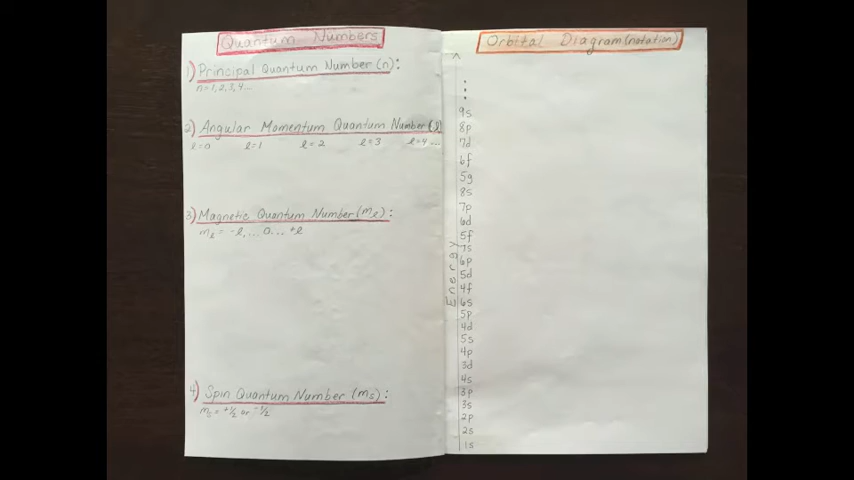 Quantum Numbers
1) Principal Quantum Number (n):
n = 1, 2, 3, 4...
2) Angular Momentum Quantum Number (l)
l=0 l=1 l=2 l=3 l=4...
3) Magnetic Quantum Number (ml):
ml = -l, ... 0 ... +l
4) Spin Quantum Number (ms):
ms = +1/2 or -1/2
Orbital Diagram (notation)
Energy
9s
8p
7d
6f
5g
8s
7p
6d
5f
7s
6p
5d
4f
6s
5p
4d
5s
4p
3d
4s
3p
3s
2p
2s
1s